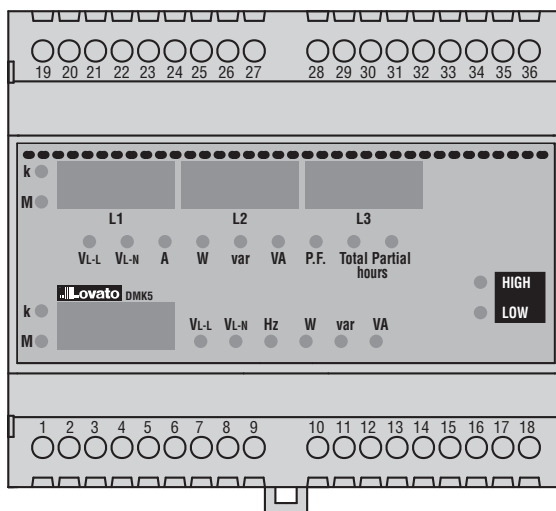 19 20 21 22 23 24 25 26 27 28 29 30 31 32 33 34 35 36
k
M
L1 L2 L3
VL-L VL-N A W var VA P.F. Total Partial
hours
HIGH
LOW
Lovato DMK5
k
M
VL-L VL-N Hz W var VA
1 2 3 4 5 6 7 8 9 10 11 12 13 14 15 16 17 18